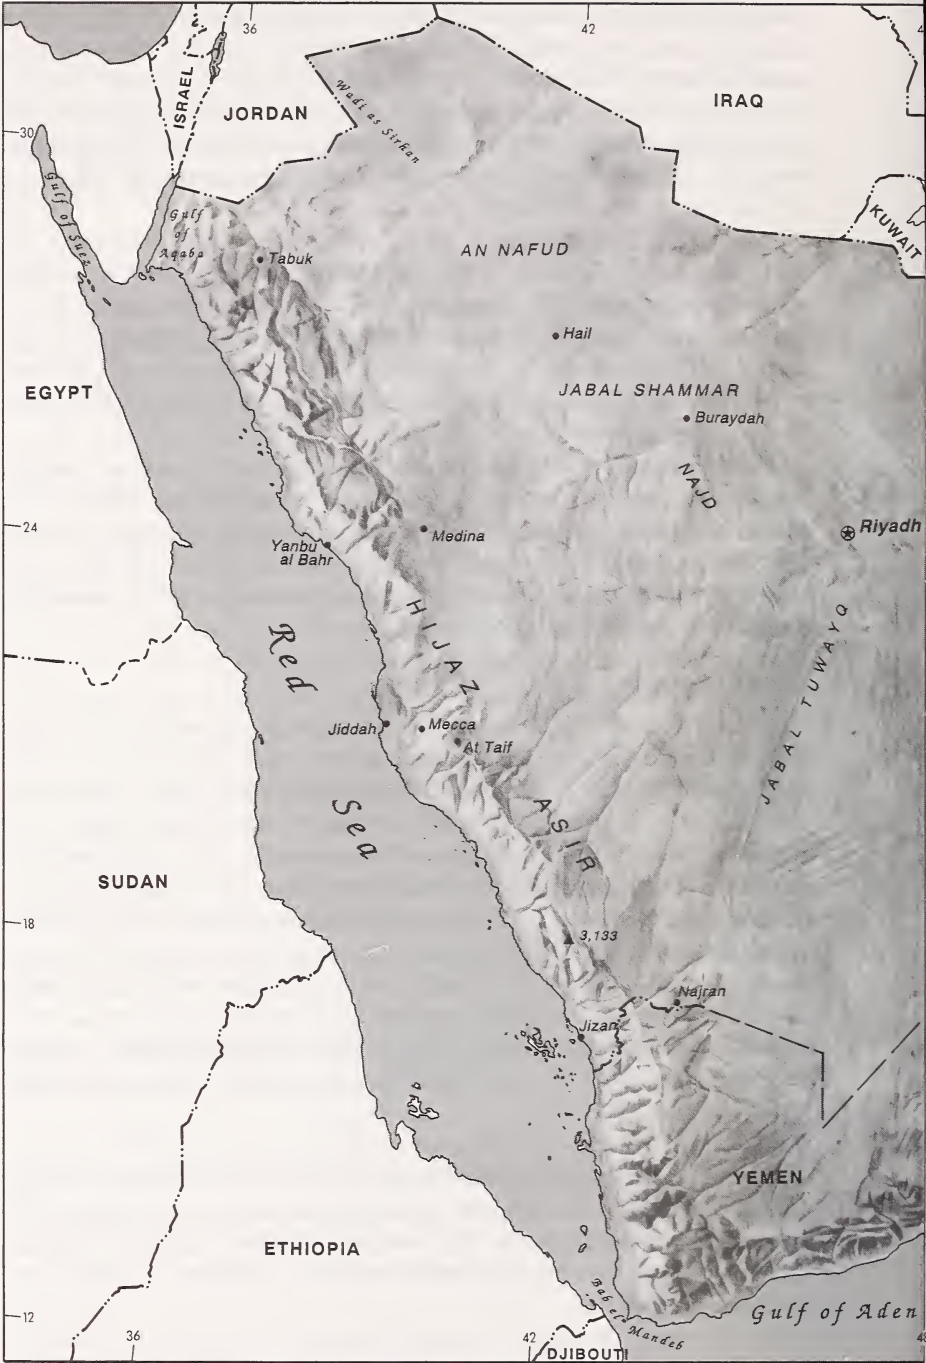 36
42
ISRAEL
JORDAN
Wadi as Sirhan
IRAQ
30
Gulf of Suez
Gulf
of
Aqaba
KUWAIT
AN NAFUD
Tabuk
Hail
EGYPT
JABAL SHAMMAR
Buraydah
NAJD
24
Riyadh
Medina
Yanbu
al Bahr
HIJAZ
Red
Sea
JABAL TUWAYQ
Jiddah
Mecca
At Taif
ASIR
SUDAN
18
3,133
Najran
Jizan
YEMEN
ETHIOPIA
12
36
42
Bab el Mandeb
Gulf of Aden
DJIBOUTI